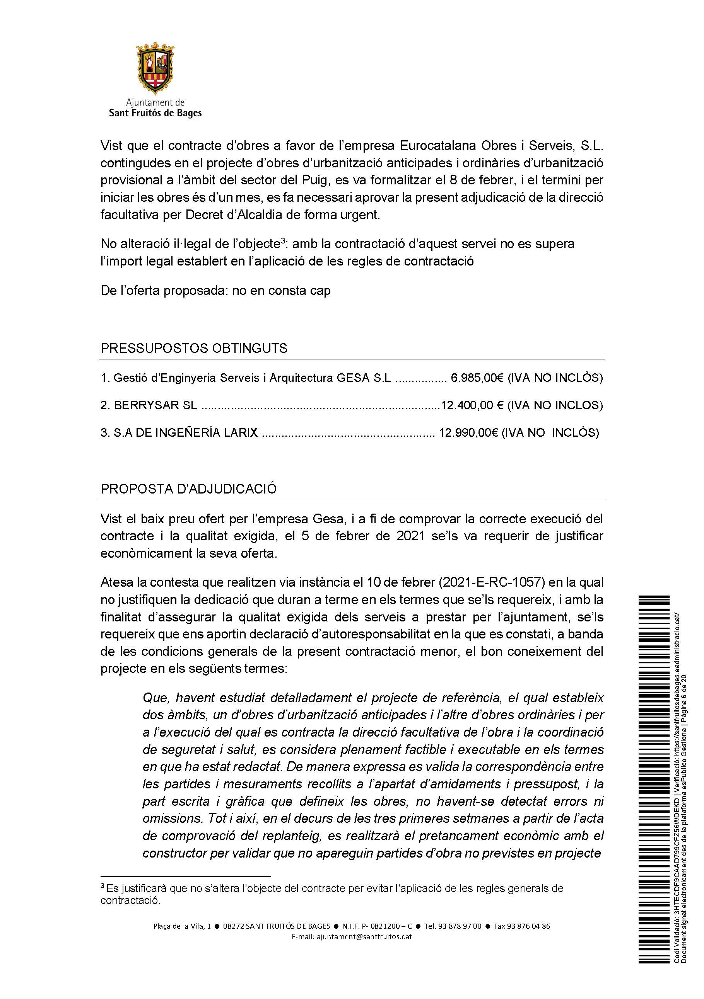 Ajuntament de
Sant Fruitós de Bages
Vist que el contracte d’obres a favor de l’empresa Eurocatalana Obres i Serveis, S.L.
contingudes en el projecte d’obres d’urbanització anticipades i ordinàries d’urbanització
provisional a l’àmbit del sector del Puig, es va formalitzar el 8 de febrer, i el termini per
iniciar les obres és d’un mes, es fa necessari aprovar la present adjudicació de la direcció
facultativa per Decret d’Alcaldia de forma urgent.
No alteració il·legal de l’objecte³: amb la contractació d’aquest servei no es supera
l’import legal establert en l’aplicació de les regles de contractació
De l’oferta proposada: no en consta cap
PRESSUPOSTOS OBTINGUTS
1. Gestió d’Enginyeria Serveis i Arquitectura GESA S.L ................ 6.985,00€ (IVA NO INCLÒS)
2. BERRYSAR SL .............................................................................12.400,00 € (IVA NO INCLOS)
3. S.A DE INGEÑERÍA LARIX ..................................................... 12.990,00€ (IVA NO  INCLÒS)
PROPOSTA D’ADJUDICACIÓ
Vist el baix preu ofert per l’empresa Gesa, i a fi de comprovar la correcte execució del
contracte i la qualitat exigida, el 5 de febrer de 2021 se’ls va requerir de justificar
econòmicament la seva oferta.
Atesa la contesta que realitzen via instància el 10 de febrer (2021-E-RC-1057) en la qual
no justifiquen la dedicació que duran a terme en els termes que se’ls requereix, i amb la
finalitat d’assegurar la qualitat exigida dels serveis a prestar per l’ajuntament, se’ls
requereix que ens aportin declaració d’autoresponsabilitat en la que es constati, a banda
de les condicions generals de la present contractació menor, el bon coneixement del
projecte en els següents termes:
Que, havent estudiat detalladament el projecte de referència, el qual estableix
dos àmbits, un d’obres d’urbanització anticipades i l’altre d’obres ordinàries i per
a l’execució del qual es contracta la direcció facultativa de l’obra i la coordinació
de seguretat i salut, es considera plenament factible i executable en els termes
en que ha estat redactat. De manera expressa es valida la correspondència entre
les partides i mesuraments recollits a l’apartat d’amidaments i pressupost, i la
part escrita i gràfica que defineix les obres, no havent-se detectat errors ni
omissions. Tot i així, en el decurs de les tres primeres setmanes a partir de l’acta
de comprovació del replanteig, es realitzarà el pretancament econòmic amb el
constructor per validar que no apareguin partides d’obra no previstes en projecte
³ Es justificarà que no s’altera l’objecte del contracte per evitar l’aplicació de les regles generals de
contractació.
Plaça de la Vila, 1 ● 08272 SANT FRUITÓS DE BAGES ● N.I.F. P- 0821200 – C ● Tel. 93 878 97 00 ● Fax 93 876 04 86
E-mail: ajuntament@santfruitos.cat
Codi Validació: 3HTECDF9CAAD799CFZ56WDEKD | Verificació: https://santfruitosdebages.eadministracio.cat/
Document signat electrònicament des de la plataforma esPublico Gestiona | Pàgina 6 de 20